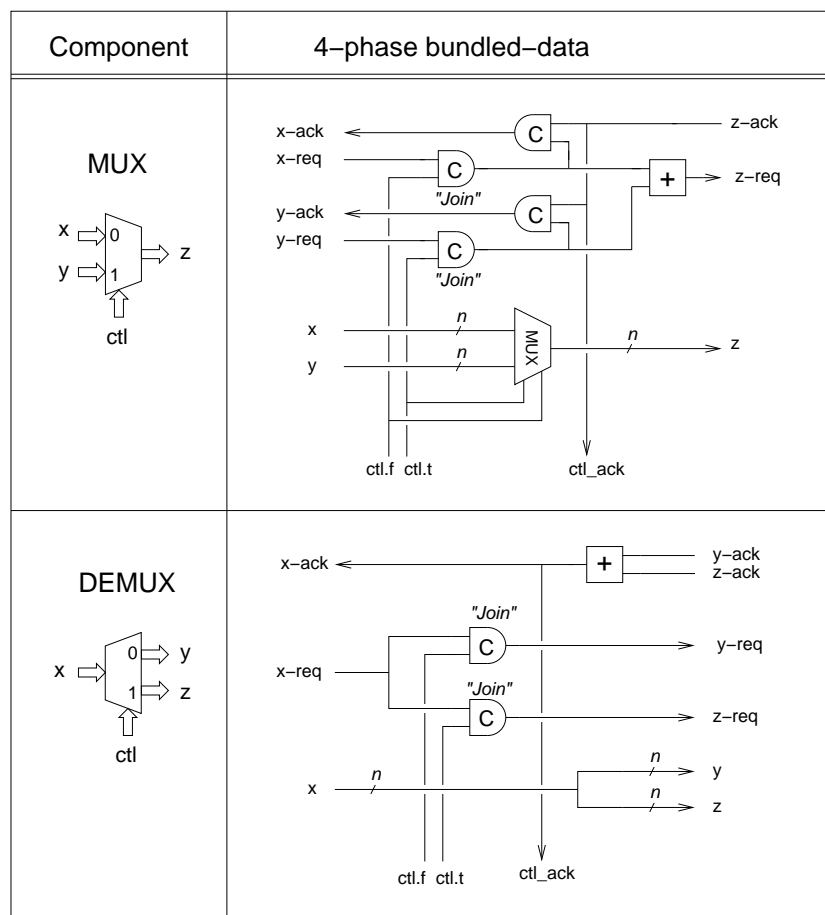 Component
4–phase bundled–data
MUX
x
0
y
1
z
ctl
x–ack
C
z–ack
x–req
C
+
z–req
"Join"
y–ack
C
y–req
C
"Join"
x
n
MUX
n
z
y
n
ctl.f ctl.t
ctl_ack
DEMUX
x
0
y
1
z
ctl
x–ack
+
y–ack
z–ack
"Join"
C
y–req
x–req
"Join"
C
z–req
x
n
n
y
n
z
ctl.f ctl.t
ctl_ack